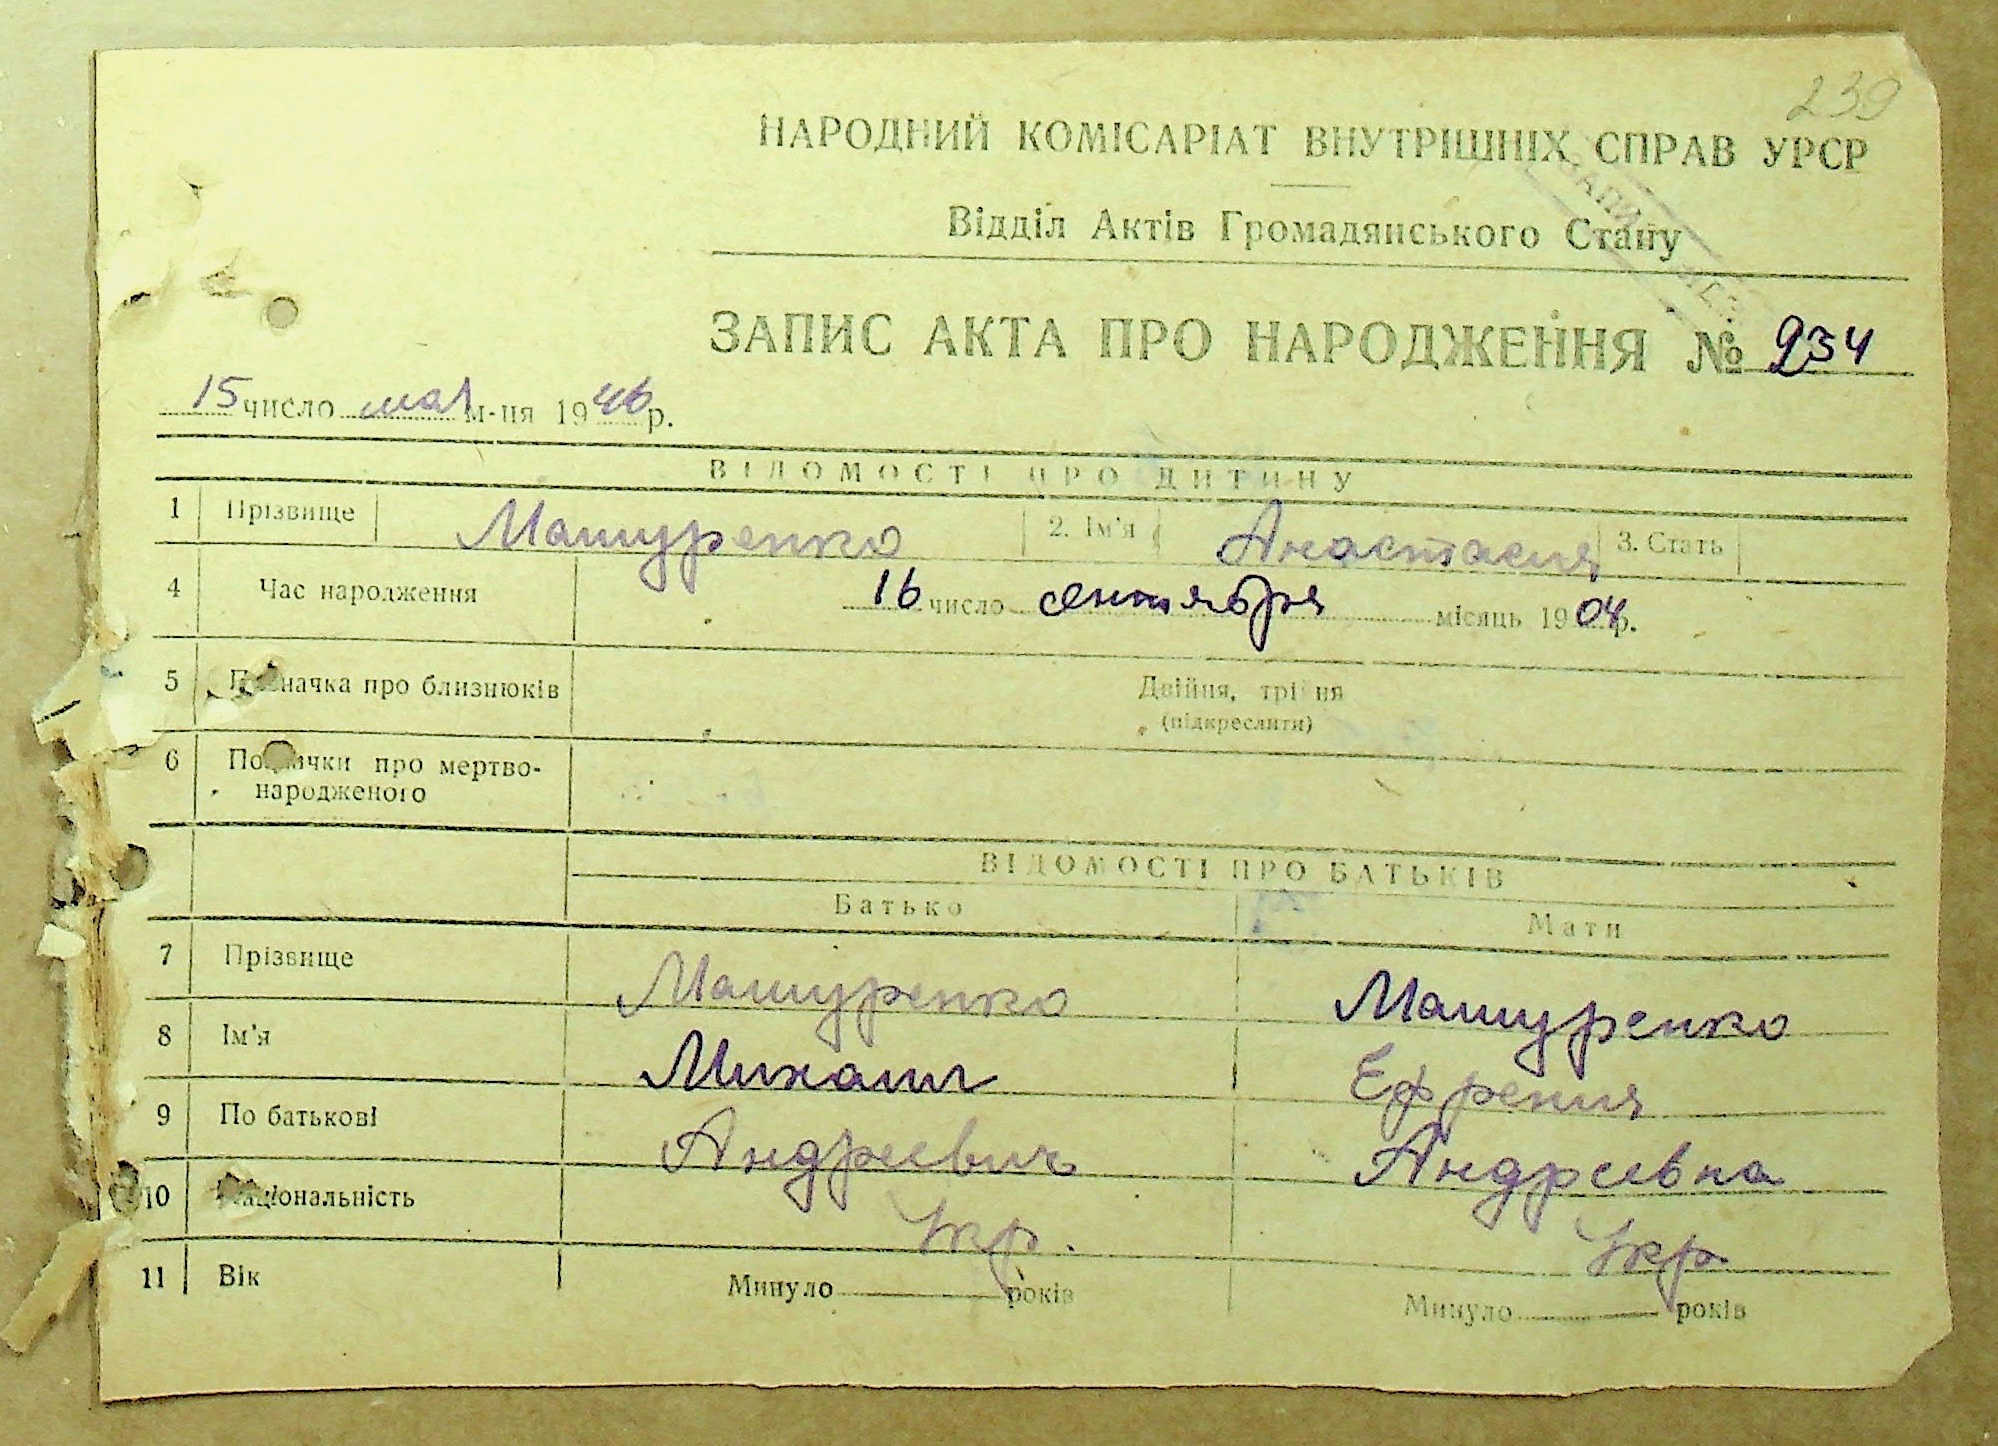 239
НАРОДНИЙ КОМІСАРІАТ ВНУТРІШНІХ СПРАВ УРСР
Відділ Актів Громадянського Стану
ЗАПИС АКТА ПРО НАРОДЖЕННЯ № 234
15 число мая м-ця 1946 р.
ВІДОМОСТІ ПРО ДИТИНУ
1 Прізвище Машуренко 2. Ім'я Анастасия 3. Стать
4 Час народження 16 число сентября місяць 1904 р.
5 Позначка про близнюків Двійня, трійня
(підкреслити)
6 Позначки про мертво-
народженого
ВІДОМОСТІ ПРО БАТЬКІВ
Батько Мати
7 Прізвище Машуренко Машуренко
8 Ім'я Михаил Ефрения
9 По батькові Андреевич Андреевна
10 Національність Укр. Укр.
11 Вік Минуло років Минуло років